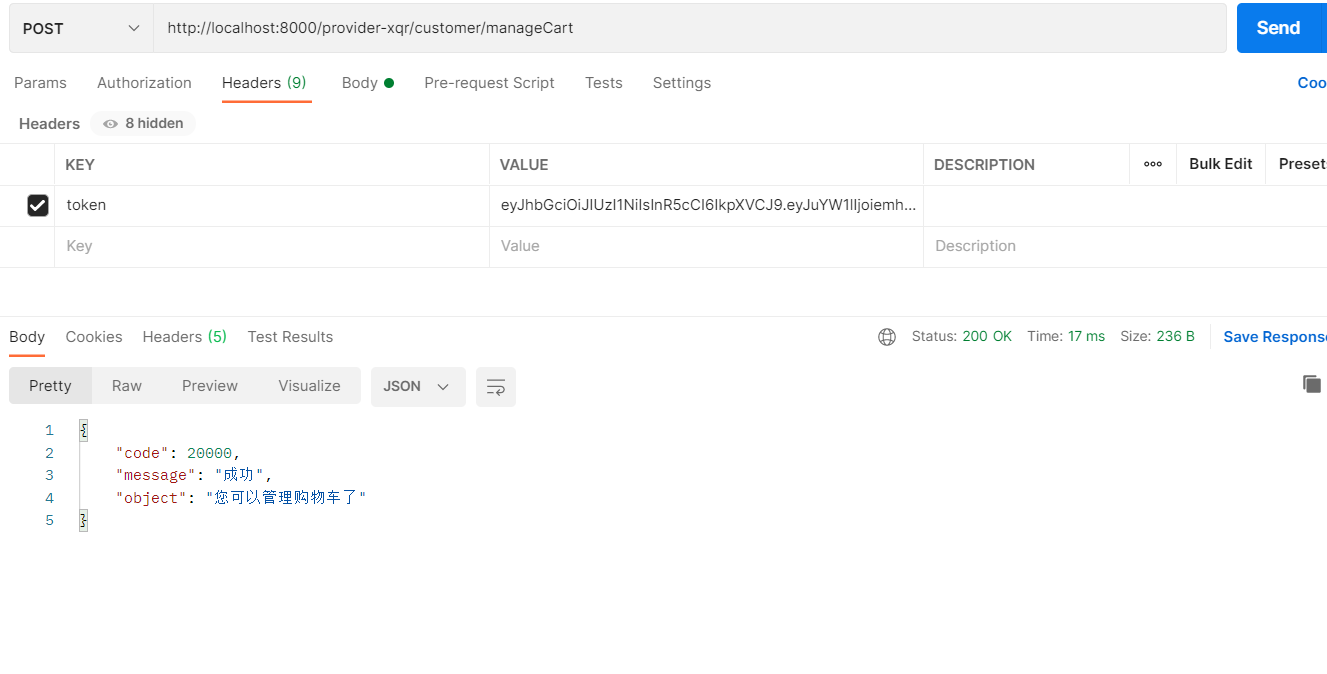 POST http://localhost:8000/provider-xqr/customer/manageCart Send
Params Authorization Headers (9) Body Pre-request Script Tests Settings Coo
Headers 8 hidden
KEY VALUE DESCRIPTION ooo Bulk Edit Preset
token eyJhbGciOiJIUzI1NiIsInR5cCI6IkpXVCJ9.eyJuYW1lIjoiemh...
Key Value Description
Body Cookies Headers (5) Test Results Status: 200 OK Time: 17 ms Size: 236 B Save Respons
Pretty Raw Preview Visualize JSON
1 {
2 "code": 20000,
3 "message": "成功",
4 "object": "您可以管理购物车了"
5 }